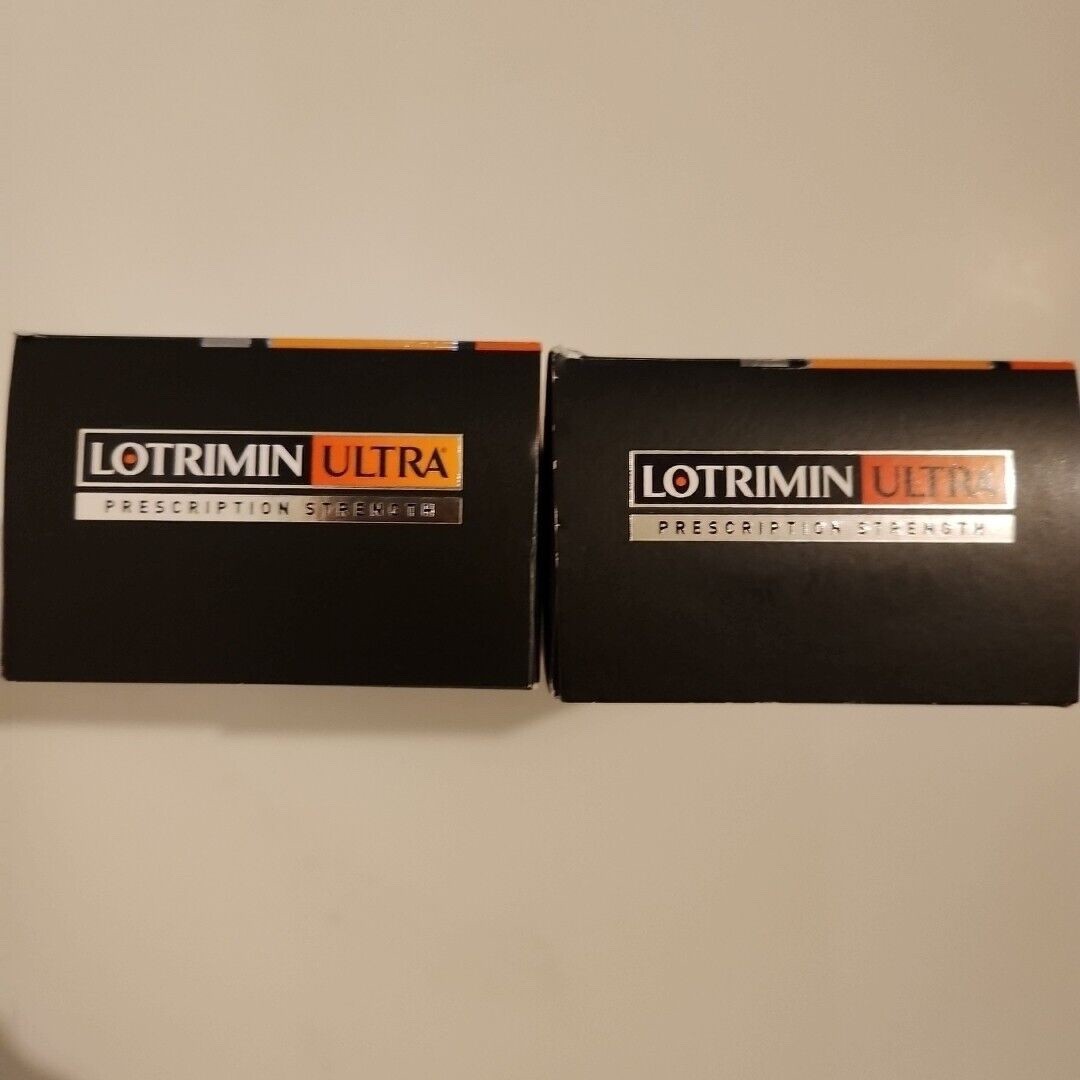 LOTRIMIN ULTRA®
PRESCRIPTION STRENGTH
LOTRIMIN ULTRA
PRESCRIPTION STRENGTH